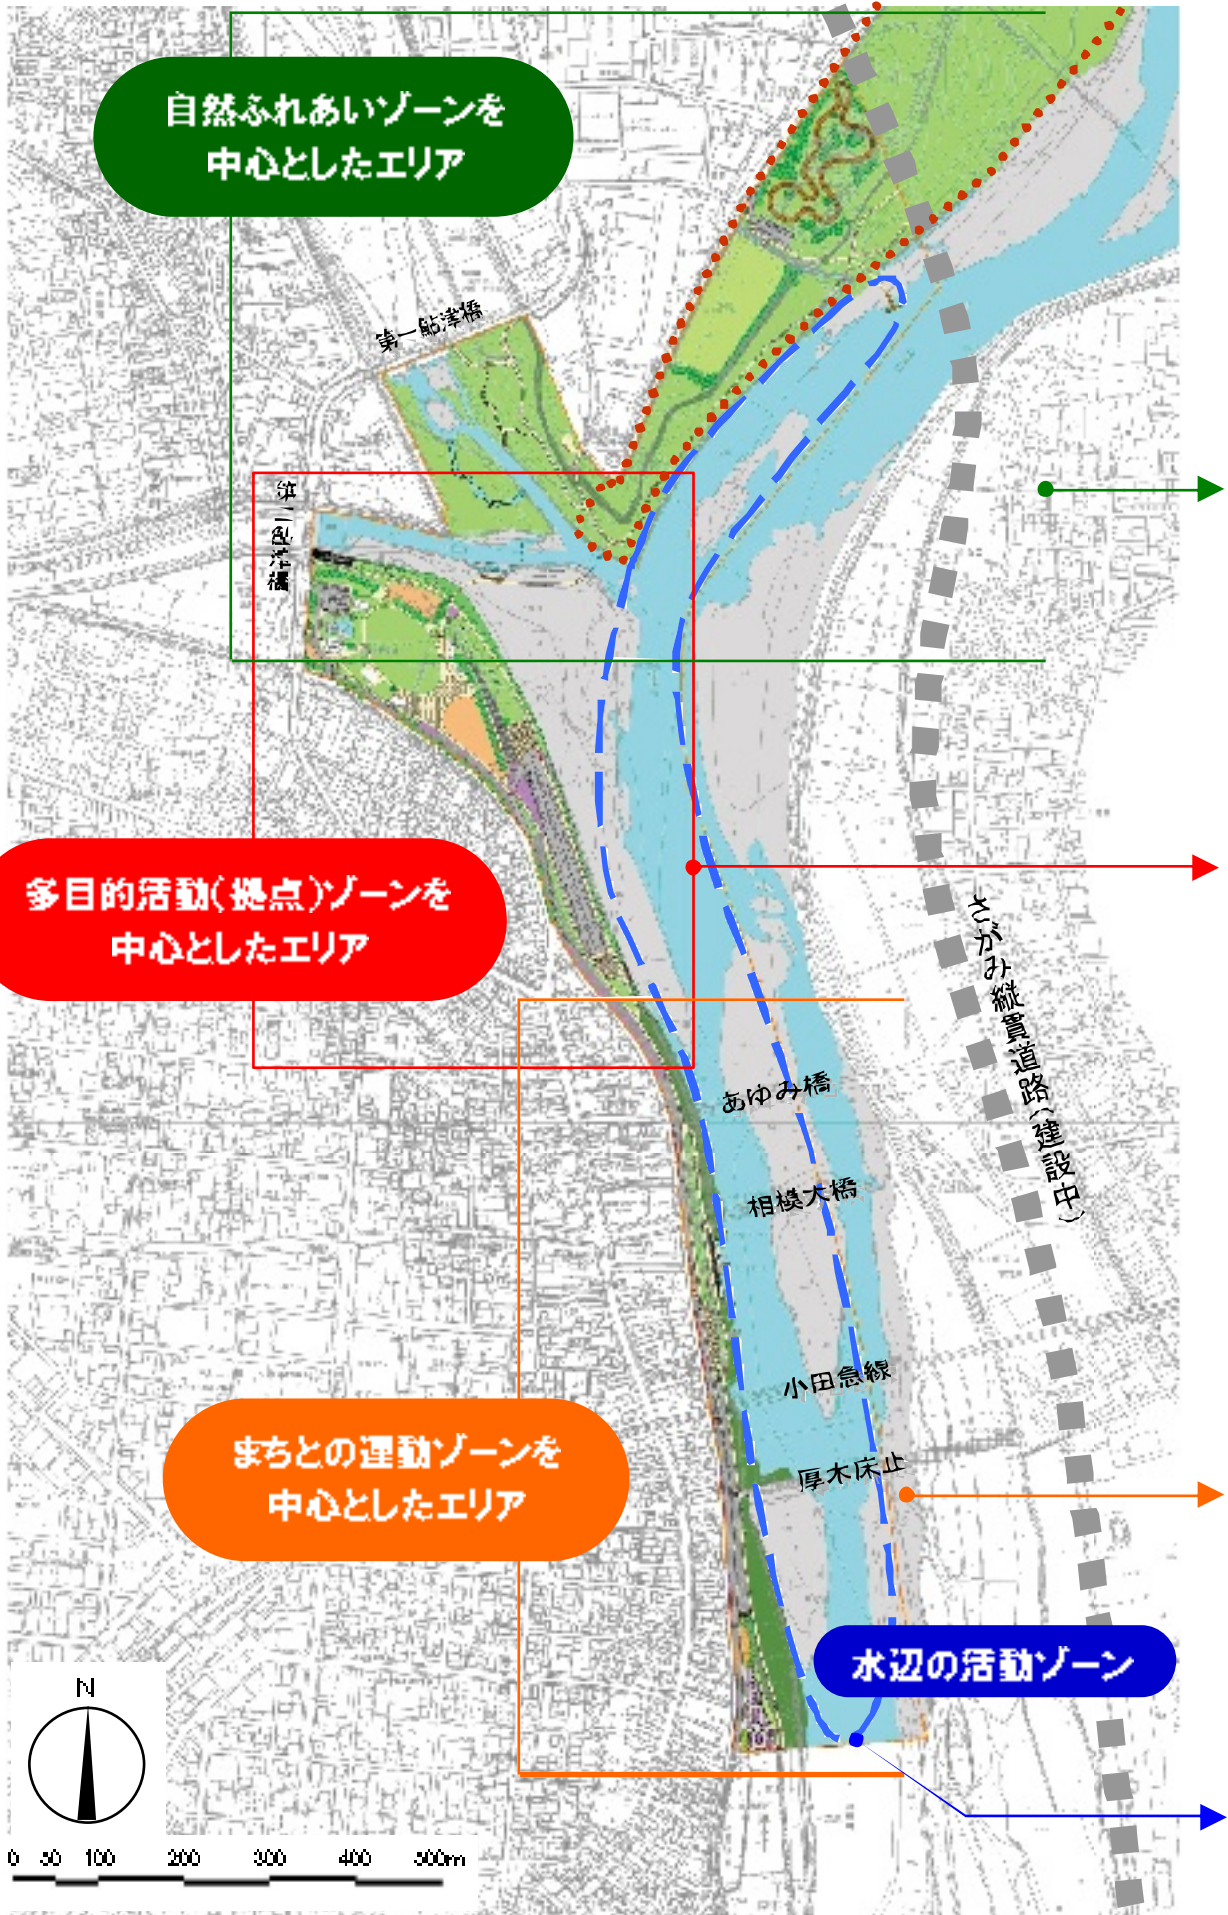 自然ふれあいゾーンを
中心としたエリア
第一鮎津橋
第二鮎津橋
多目的活動(拠点)ゾーンを
中心としたエリア
さがみ縦貫道路(建設中)
あゆみ橋
相模大橋
小田急線
厚木床止
まちとの連動ゾーンを
中心としたエリア
水辺の活動ゾーン
N
0 50 100 200 300 400 500m